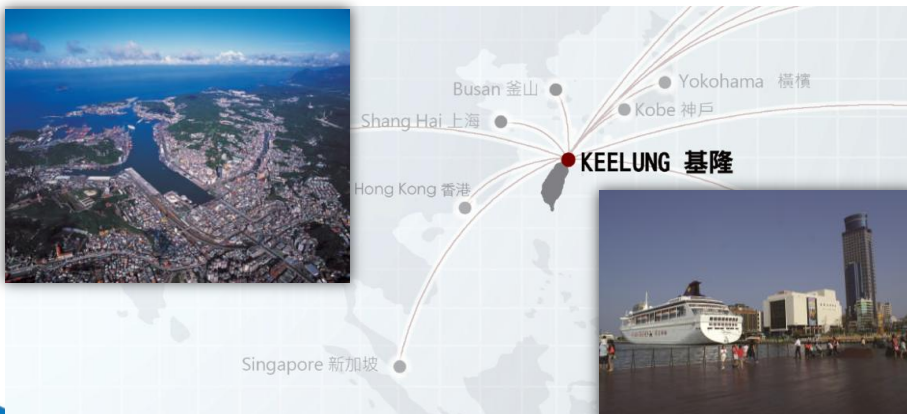 Busan 釜山
Yokohama 橫檳
Shang Hai 上海
Kobe 神戶
KEELUNG 基隆
Hong Kong 香港
Singapore 新加坡